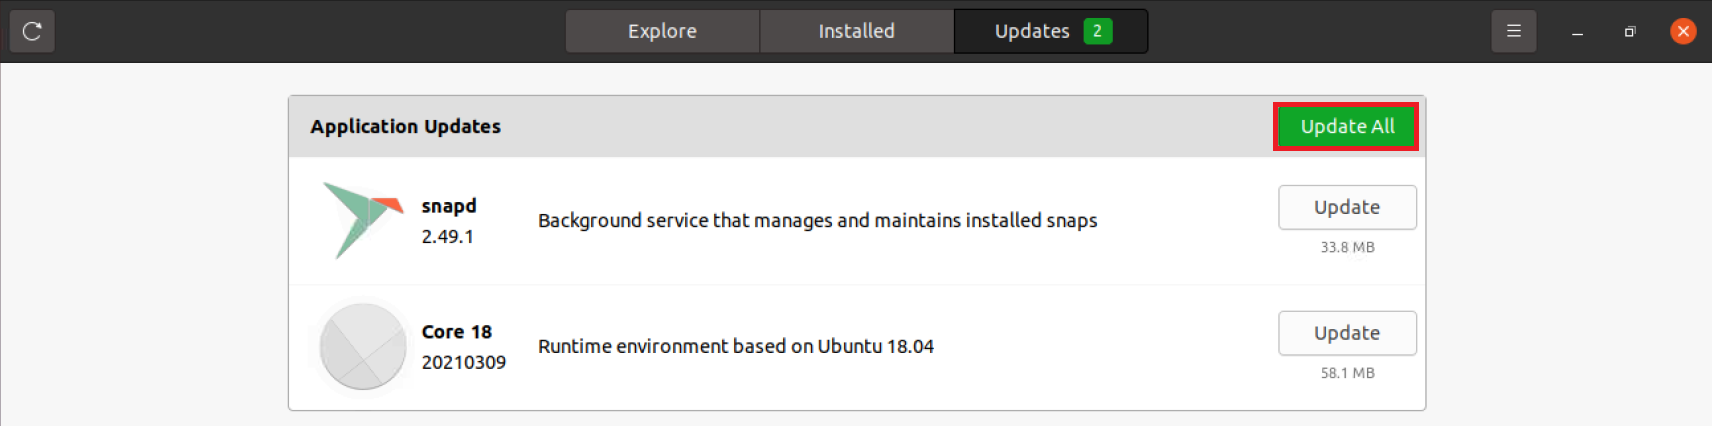 Explore
Installed
Updates 2
Application Updates
Update All
snapd
2.49.1
Background service that manages and maintains installed snaps
Update
33.8 MB
Core 18
20210309
Runtime environment based on Ubuntu 18.04
Update
58.1 MB